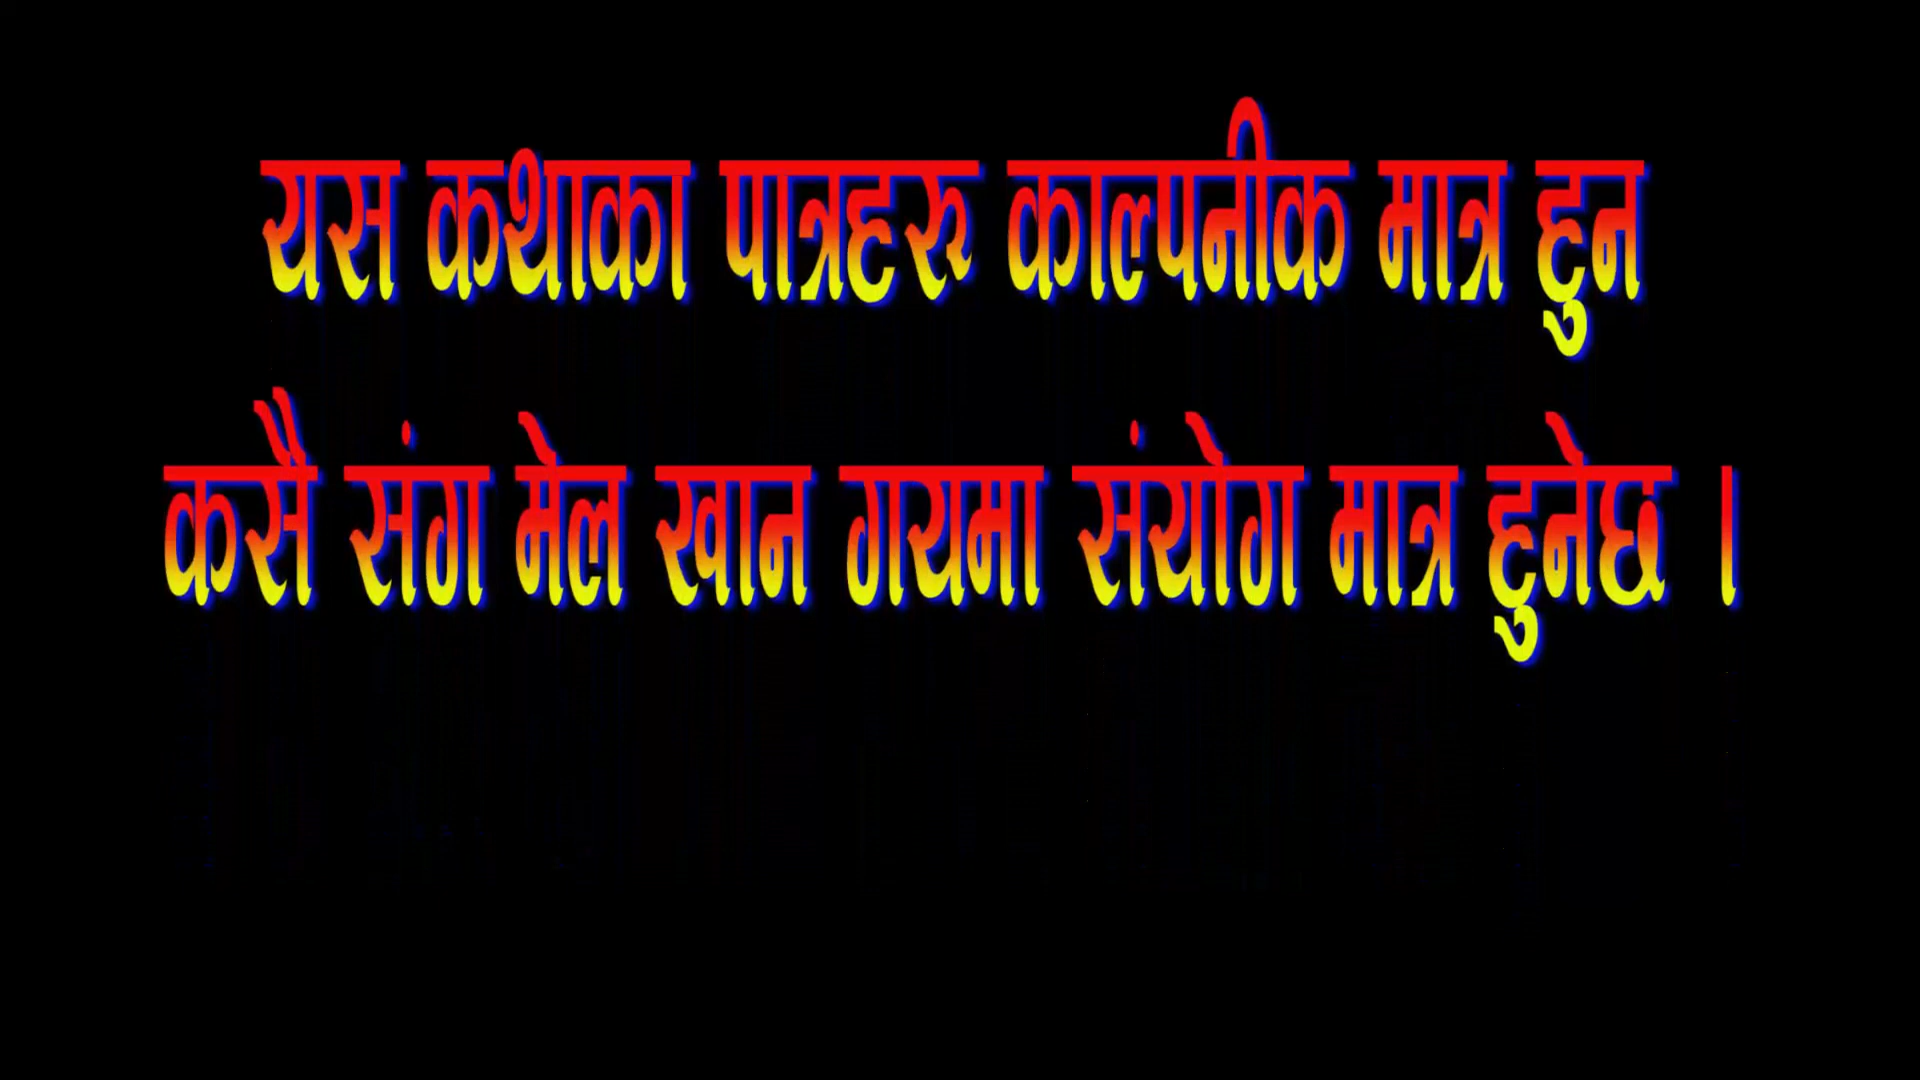 यस कथाका पात्रहरु काल्पनीक मात्र हुन
कसै संग मेल खान गयमा संयोग मात्र हुनेछ ।